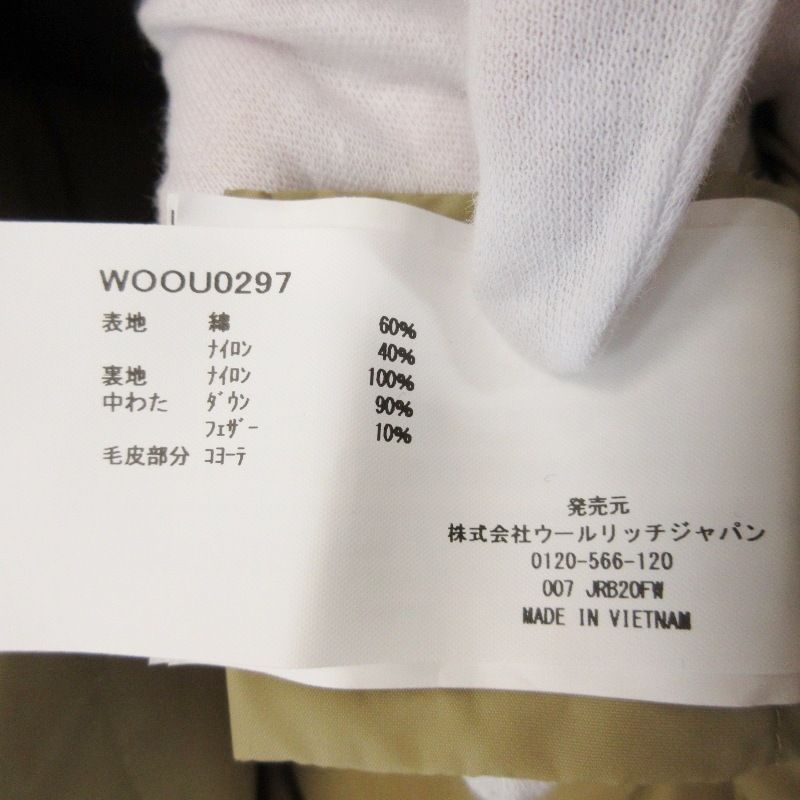 WOOU0297
表地 綿 60%
ﾅｲﾛﾝ 40%
裏地 ﾅｲﾛﾝ 100%
中わた ﾀﾞｳﾝ 90%
ﾌｪｻﾞｰ 10%
毛皮部分 ｺﾖｰﾃ
発売元
株式会社ウールリッチジャパン
0120-566-120
007 JRB20FW
MADE IN VIETNAM